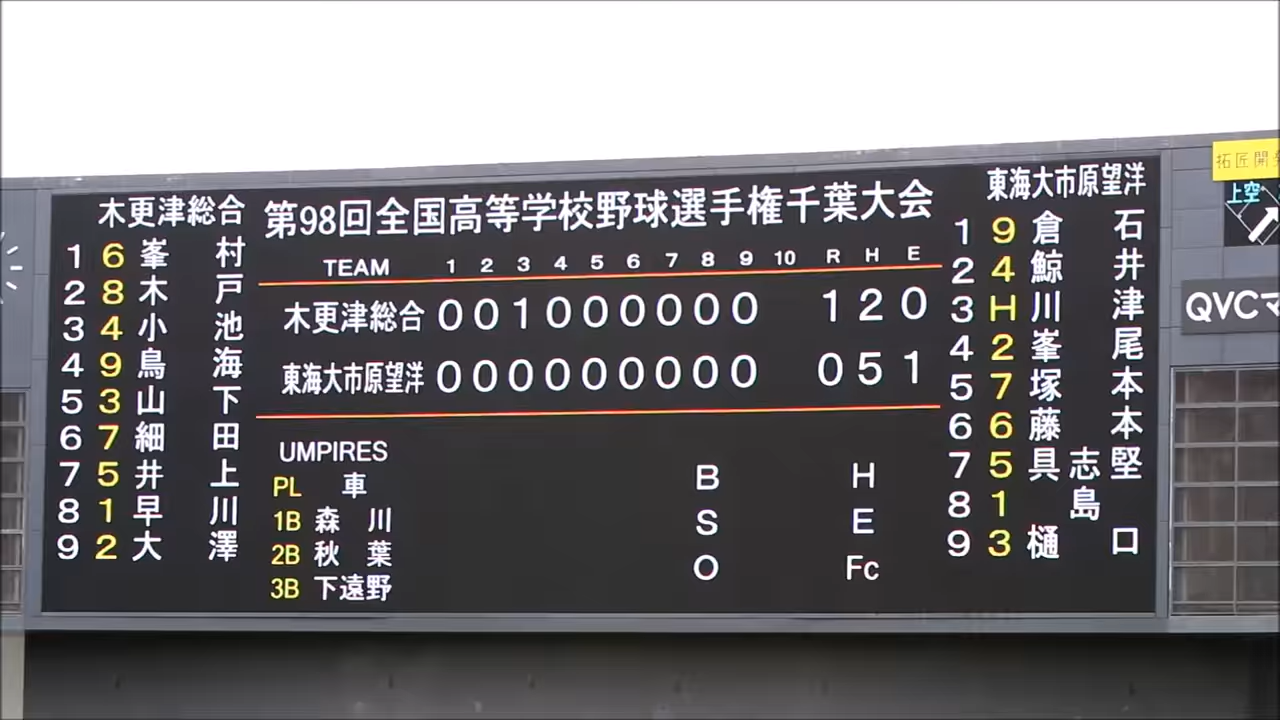 木更津総合
1 6 峯村
2 8 木戸
3 4 小池
4 9 鳥海
5 3 山下
6 7 細田
7 5 井上
8 1 早川
9 2 大澤
第98回全国高等学校野球選手権千葉大会
TEAM 1 2 3 4 5 6 7 8 9 10 R H E
木更津総合 0 0 1 0 0 0 0 0 0 1 2 0
東海大市原望洋 0 0 0 0 0 0 0 0 0 0 5 1
UMPIRES
PL 車
1B 森川
2B 秋葉
3B 下遠野
B H
S E
O Fc
東海大市原望洋
1 9 倉石
2 4 鯨井
3 H 川津
4 2 峯尾
5 7 塚本
6 6 藤本
7 5 具志堅
8 1 島
9 3 樋口
拓匠開
上空
QVCマ